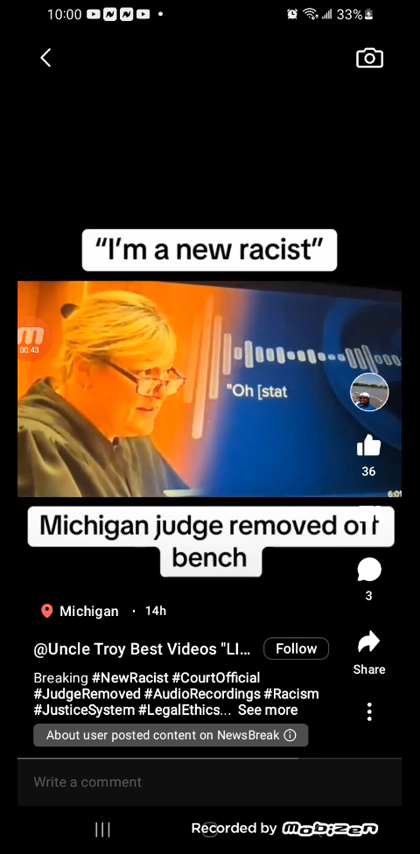 10:00
33%
"I'm a new racist"
m
00:43
"Oh [stat
36
6:01
Michigan judge removed off
bench
3
Michigan · 14h
@Uncle Troy Best Videos "LI... Follow
Share
Breaking #NewRacist #CourtOfficial
#JudgeRemoved #AudioRecordings #Racism
#JusticeSystem #LegalEthics... See more
About user posted content on NewsBreak
Write a comment
Recorded by Mobizen